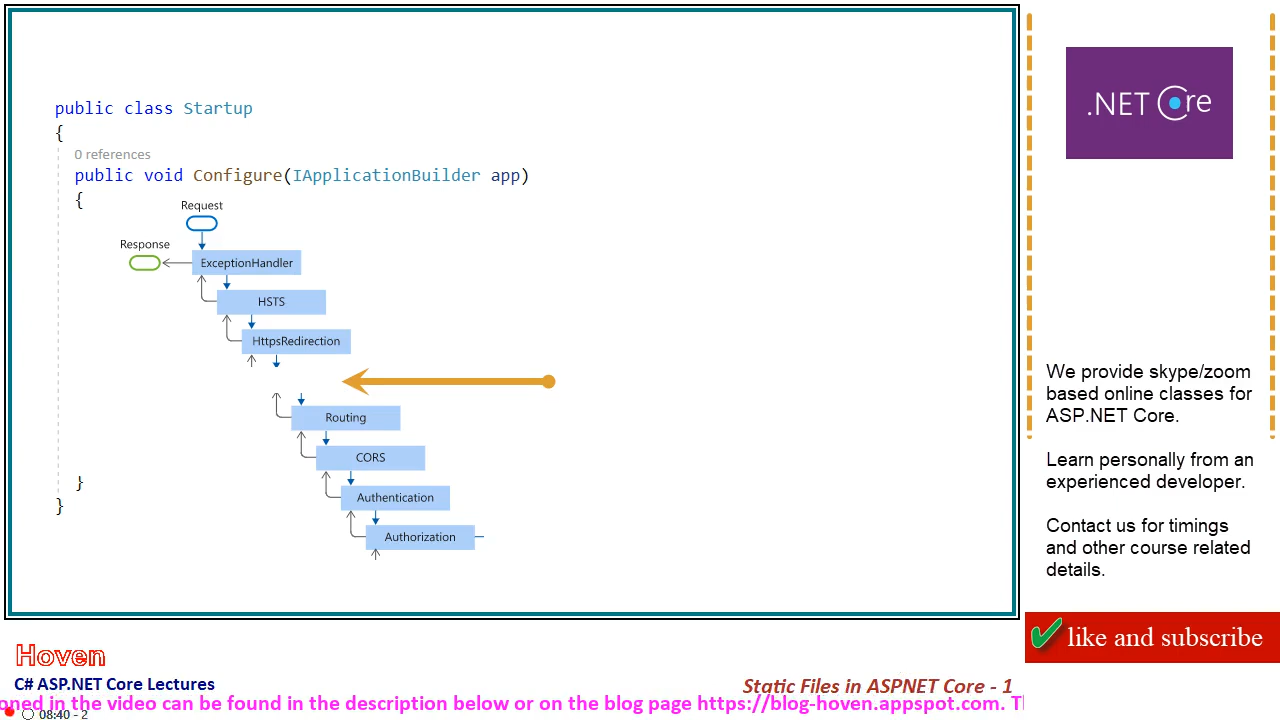 public class Startup
{
0 references
public void Configure(IApplicationBuilder app)
{
Request
Response
ExceptionHandler
HSTS
HttpsRedirection
Routing
CORS
Authentication
Authorization
}
}
.NET Core
We provide skype/zoom
based online classes for
ASP.NET Core.
Learn personally from an
experienced developer.
Contact us for timings
and other course related
details.
like and subscribe
Hoven
C# ASP.NET Core Lectures
Static Files in ASPNET Core - 1
oned in the video can be found in the description below or on the blog page https://blog-hoven.appspot.com. T
08:40 - 2